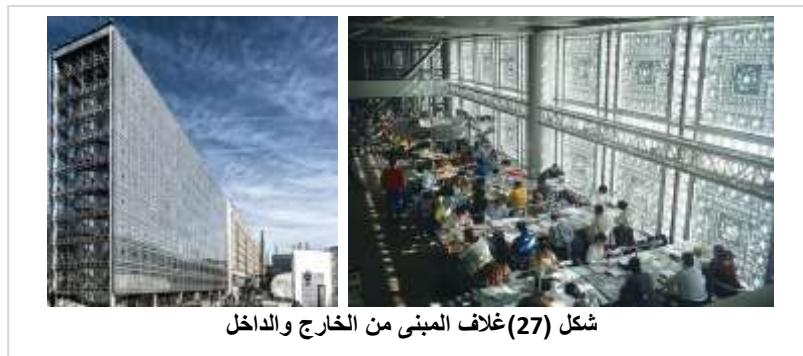 شكل (27)غلاف المبنى من الخارج والداخل